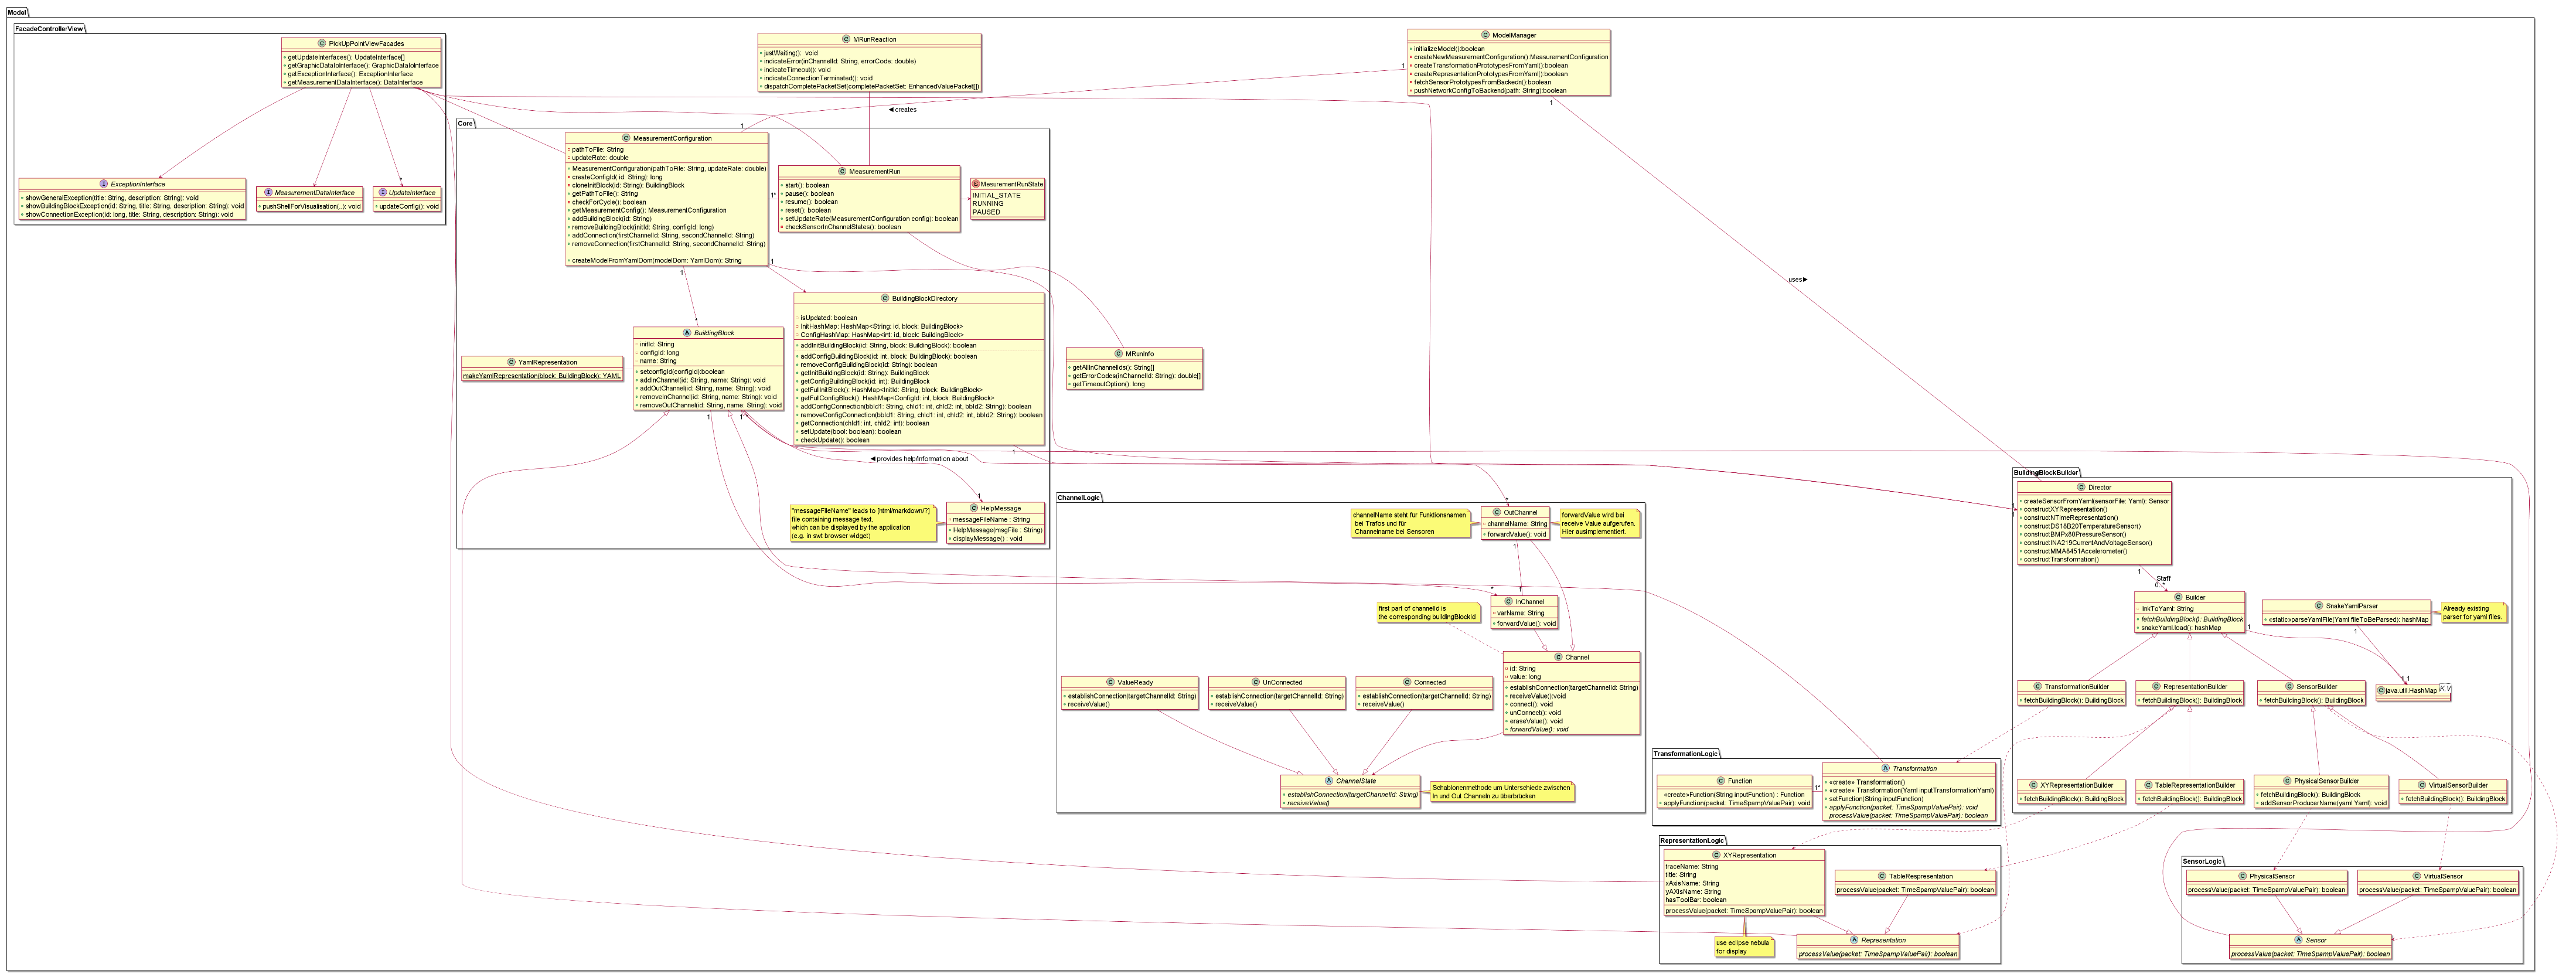 Model
FacadeControllerView
PickUpPointViewFacades
getUpdateInterfaces(): UpdateInterface[]
getGraphicDataInterface(): GraphicDataIoInterface
getExceptionInterface(): ExceptionInterface
getMeasurementDataInterface(): DataInterface
ExceptionInterface
showGeneralException(title: String, description: String): void
showBuildingBlockException(id: String, title: String, description: String): void
showConnectionException(id: long, title: String, description: String): void
MeasurementDataInterface
pushShellForVisualisation(..): void
UpdateInterface
updateConfig(): void
MRunReaction
justWaiting():  void
indicateError(inChannelId: String, errorCode: double)
indicateTimeout(): void
indicateConnectionTerminated(): void
dispatchCompletePacketSet(completePacketSet: EnhancedValuePacket[])
ModelManager
initializeModel():boolean
createNewMeasurementConfiguration():MeasurementConfiguration
createTransformationPrototypesFromYaml():boolean
createRepresentationPrototypesFromYaml():boolean
fetchSensorPrototypesFromBackedn():boolean
pushNetworkConfigToBackend(path: String):boolean
creates
uses
Core
MeasurementConfiguration
pathToFile: String
updateRate: double
MeasurementConfiguration(pathToFile: String, updateRate: double)
createConfigId( id: String): long
cloneInitBlock(id: String): BuildingBlock
getPathToFile(): String
checkForCycle(): boolean
getMeasurementConfig(): MeasurementConfiguration
addBuildingBlock(id: String)
removeBuildingBlock(initId: String, configId: long)
addConnection(firstChannelId: String, secondChannelId: String)
removeConnection(firstChannelId: String, secondChannelId: String)
createModelFromYamlDom(modelDom: YamlDom): String
MeasurementRun
start(): boolean
pause(): boolean
resume(): boolean
reset(): boolean
setUpdateRate(MeasurementConfiguration config): boolean
checkSensorInChannelStates(): boolean
MesurementRunState
INITIAL_STATE
RUNNING
PAUSED
BuildingBlockDirectory
isUpdated: boolean
InitHashMap: HashMap<String: id, block: BuildingBlock>
ConfigHashMap: HashMap<int: id, block: BuildingBlock>
addInitBuildingBlock(id: String, block: BuildingBlock): boolean
addConfigBuildingBlock(id: int, block: BuildingBlock): boolean
removeConfigBuildingBlock(id: String): boolean
getInitBuildingBlock(id: String): BuildingBlock
getConfigBuildingBlock(id: int): BuildingBlock
getFullInitBlock(): HashMap<InitId: String, block: BuildingBlock>
getFullConfigBlock(): HashMap<ConfigId: int, block: BuildingBlock>
addConfigConnection(bbId1: String, chId1: int, chId2: int, bbId2: String): boolean
removeConfigConnection(bbId1: String, chId1: int, chId2: int, bbId2: String): boolean
getConnection(chId1: int, chId2: int): boolean
setUpdate(bool: boolean): boolean
checkUpdate(): boolean
BuildingBlock
initId: String
configId: long
name: String
setconfigId(configId):boolean
addInChannel(id: String, name: String): void
addOutChannel(id: String, name: String): void
removeInChannel(id: String, name: String): void
removeOutChannel(id: String, name: String): void
YamlRepresentation
makeYamlRepresentation(block: BuildingBlock): YAML
MRunInfo
getAllInChannelIds(): String[]
getErrorCodes(inChannelId: String): double[]
getTimeoutOption(): long
provides help/information about
"messageFileName" leads to [html/markdown/?]
file containing message text,
which can be displayed by the application
(e.g. in swt browser widget)
HelpMessage
messageFileName : String
HelpMessage(msgFile : String)
displayMessage() : void
ChannelLogic
channelName steht für Funktionsnamen
bei Trafos und für
Channelname bei Sensoren
OutChannel
channelName: String
forwardValue(): void
forwardValue wird bei
receive Value aufgerufen.
Hier ausimplementiert.
first part of channelId is
the corresponding buildingBlockId
InChannel
varName: String
forwardValue(): void
Channel
id: String
value: long
establishConnection(targetChannelId: String)
receiveValue():void
connect(): void
unConnect(): void
eraseValue(): void
forwardValue(): void
ValueReady
establishConnection(targetChannelId: String)
receiveValue()
UnConnected
establishConnection(targetChannelId: String)
receiveValue()
Connected
establishConnection(targetChannelId: String)
receiveValue()
ChannelState
establishConnection(targetChannelId: String)
receiveValue()
Schablonenmethode um Unterschiede zwischen
In und Out Channeln zu überbrücken
BuildingBlockBuilder
Director
createSensorFromYaml(sensorFile: Yaml): Sensor
constructXYRepresentation()
constructNTimeRepresentation()
constructDS18B20TemperatureSensor()
constructBMPx80PressureSensor()
constructINA219CurrentAndVoltageSensor()
constructMMA8451Accelerometer()
constructTransformation()
Staff
0..*
Builder
linkToYaml: String
fetchBuildingBlock(): BuildingBlock
snakeYaml.load(): hashMap
SnakeYamlParser
«static»parseYamlFile(Yaml fileToBeParsed): hashMap
Already existing
parser for yaml files.
TransformationBuilder
fetchBuildingBlock(): BuildingBlock
RepresentationBuilder
fetchBuildingBlock(): BuildingBlock
SensorBuilder
fetchBuildingBlock(): BuildingBlock
java.util.HashMap
K,V
XYRepresentationBuilder
fetchBuildingBlock(): BuildingBlock
TableRepresentationBuilder
fetchBuildingBlock(): BuildingBlock
PhysicalSensorBuilder
fetchBuildingBlock(): BuildingBlock
addSensorProducerName(yaml Yaml): void
VirtualSensorBuilder
fetchBuildingBlock(): BuildingBlock
TransformationLogic
Function
«create»Function(String inputFunction) : Function
applyFunction(packet: TimeSpampValuePair): void
Transformation
«create» Transformation()
«create» Transformation(Yaml inputTransformationYaml)
setFunction(String inputFunction)
applyFunction(packet: TimeSpampValuePair): void
processValue(packet: TimeSpampValuePair): boolean
RepresentationLogic
XYRepresentation
traceName: String
title: String
xAxisName: String
yAXisName: String
hasToolBar: boolean
processValue(packet: TimeSpampValuePair): boolean
TableRespresentation
processValue(packet: TimeSpampValuePair): boolean
use eclipse nebula
for display
Representation
processValue(packet: TimeSpampValuePair): boolean
SensorLogic
PhysicalSensor
processValue(packet: TimeSpampValuePair): boolean
VirtualSensor
processValue(packet: TimeSpampValuePair): boolean
Sensor
processValue(packet: TimeSpampValuePair): boolean